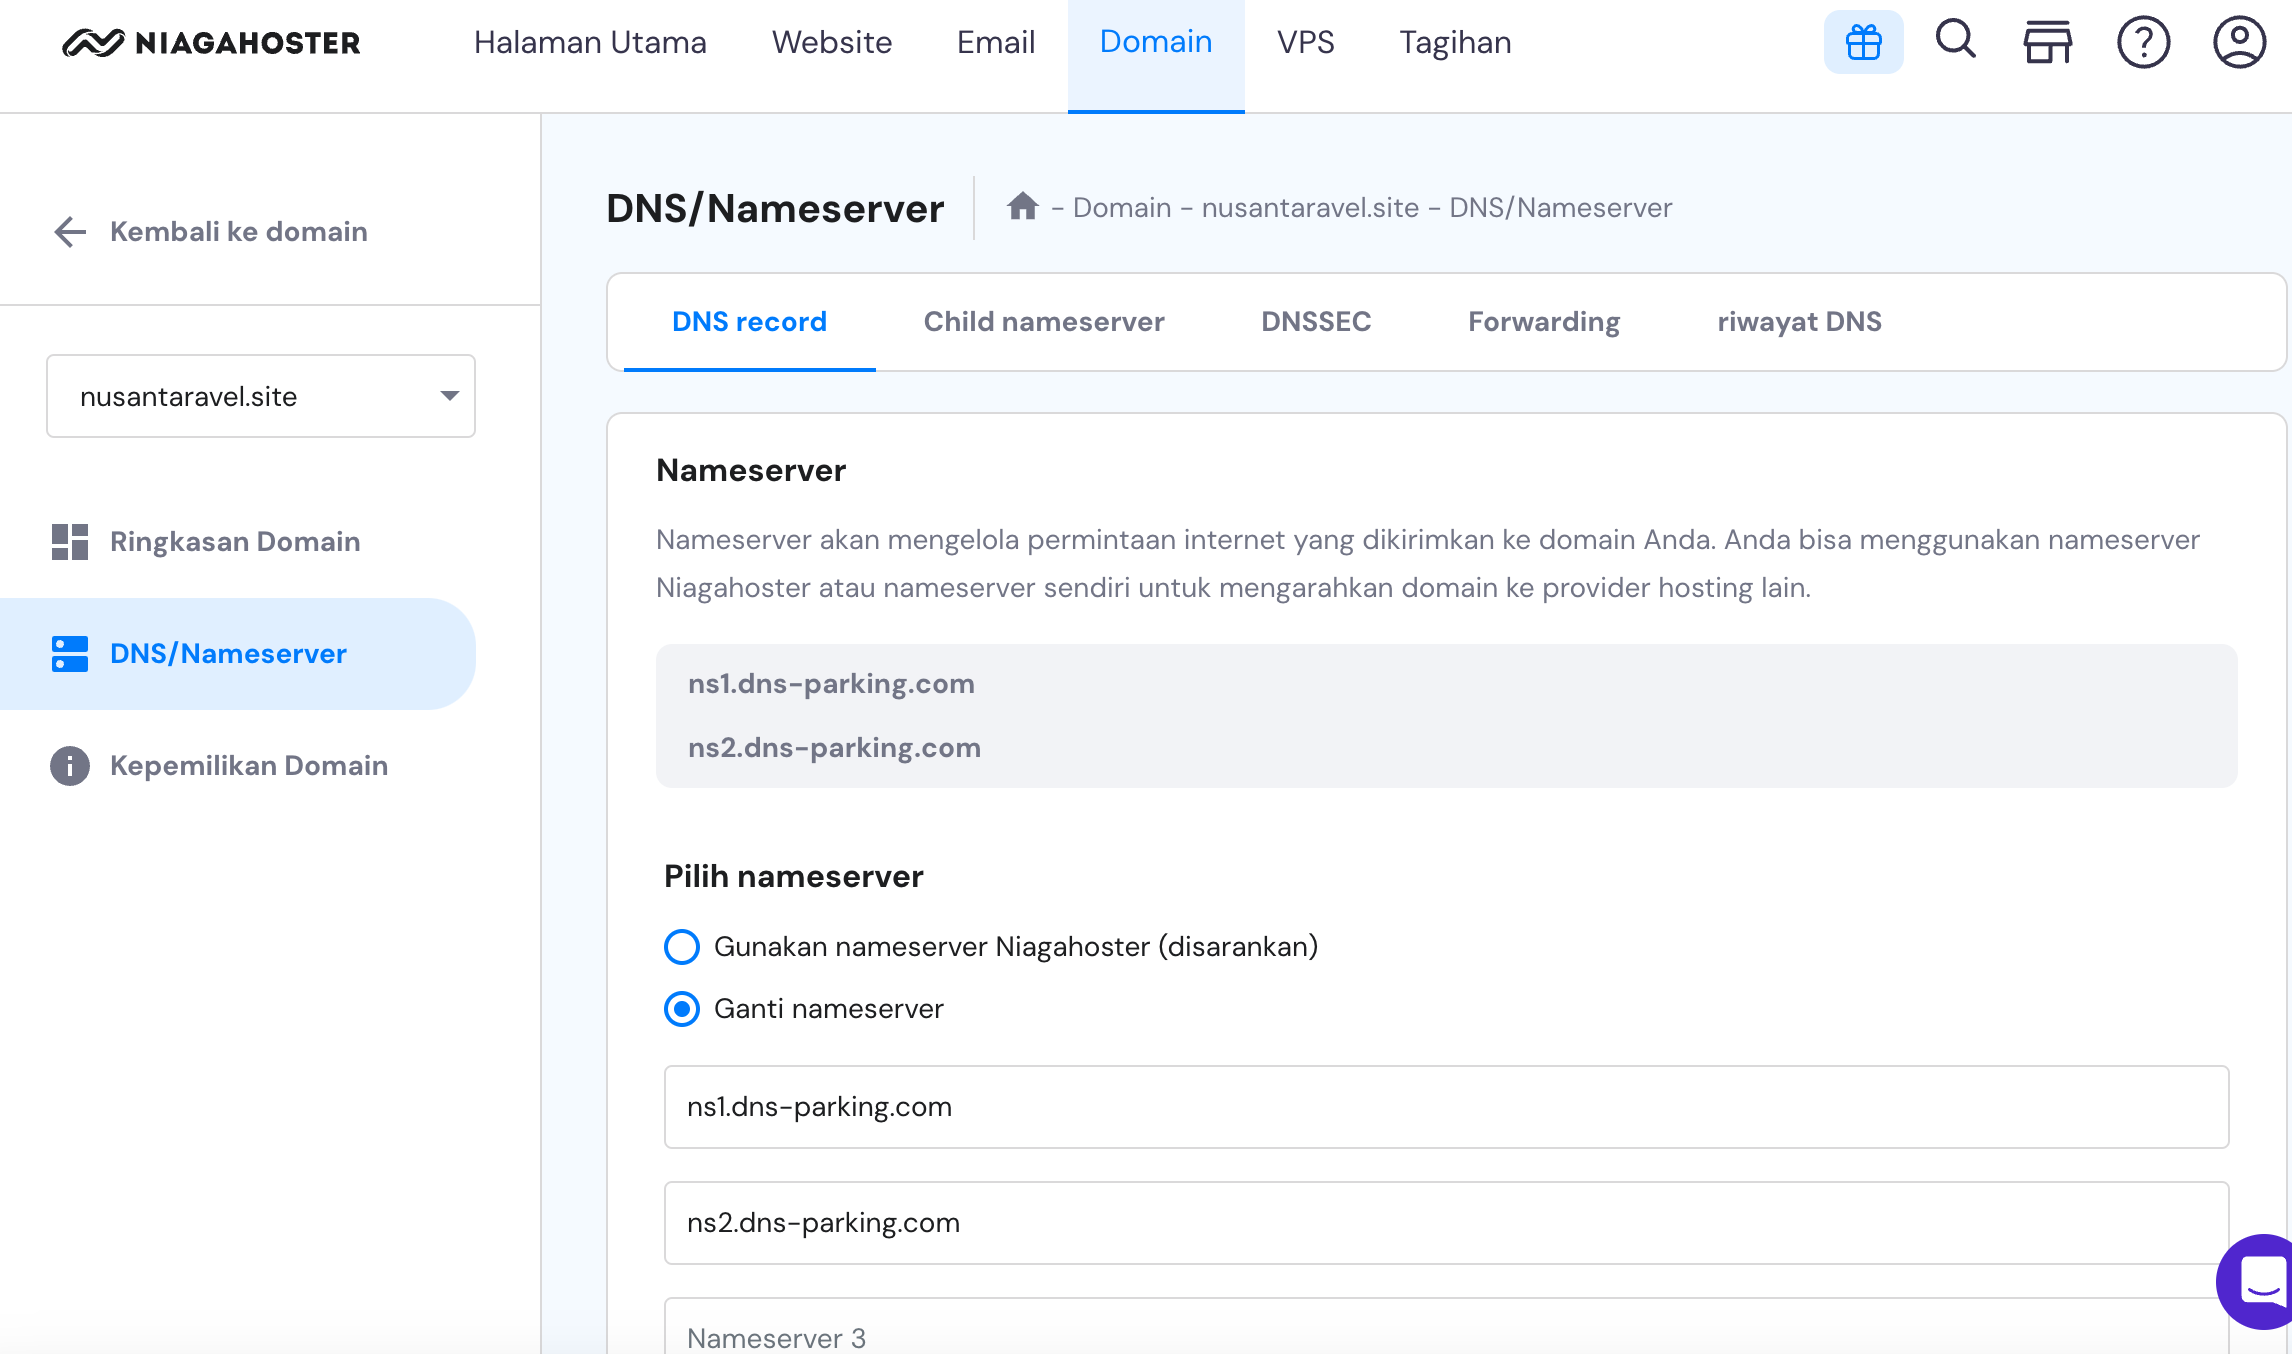 NIAGAHOSTER
Halaman Utama
Website
Email
Domain
VPS
Tagihan
Kembali ke domain
nusantaravel.site
Ringkasan Domain
DNS/Nameserver
Kepemilikan Domain
DNS/Nameserver
- Domain - nusantaravel.site - DNS/Nameserver
DNS record
Child nameserver
DNSSEC
Forwarding
riwayat DNS
Nameserver
Nameserver akan mengelola permintaan internet yang dikirimkan ke domain Anda. Anda bisa menggunakan nameserver
Niagahoster atau nameserver sendiri untuk mengarahkan domain ke provider hosting lain.
ns1.dns-parking.com
ns2.dns-parking.com
Pilih nameserver
Gunakan nameserver Niagahoster (disarankan)
Ganti nameserver
ns1.dns-parking.com
ns2.dns-parking.com
Nameserver 3